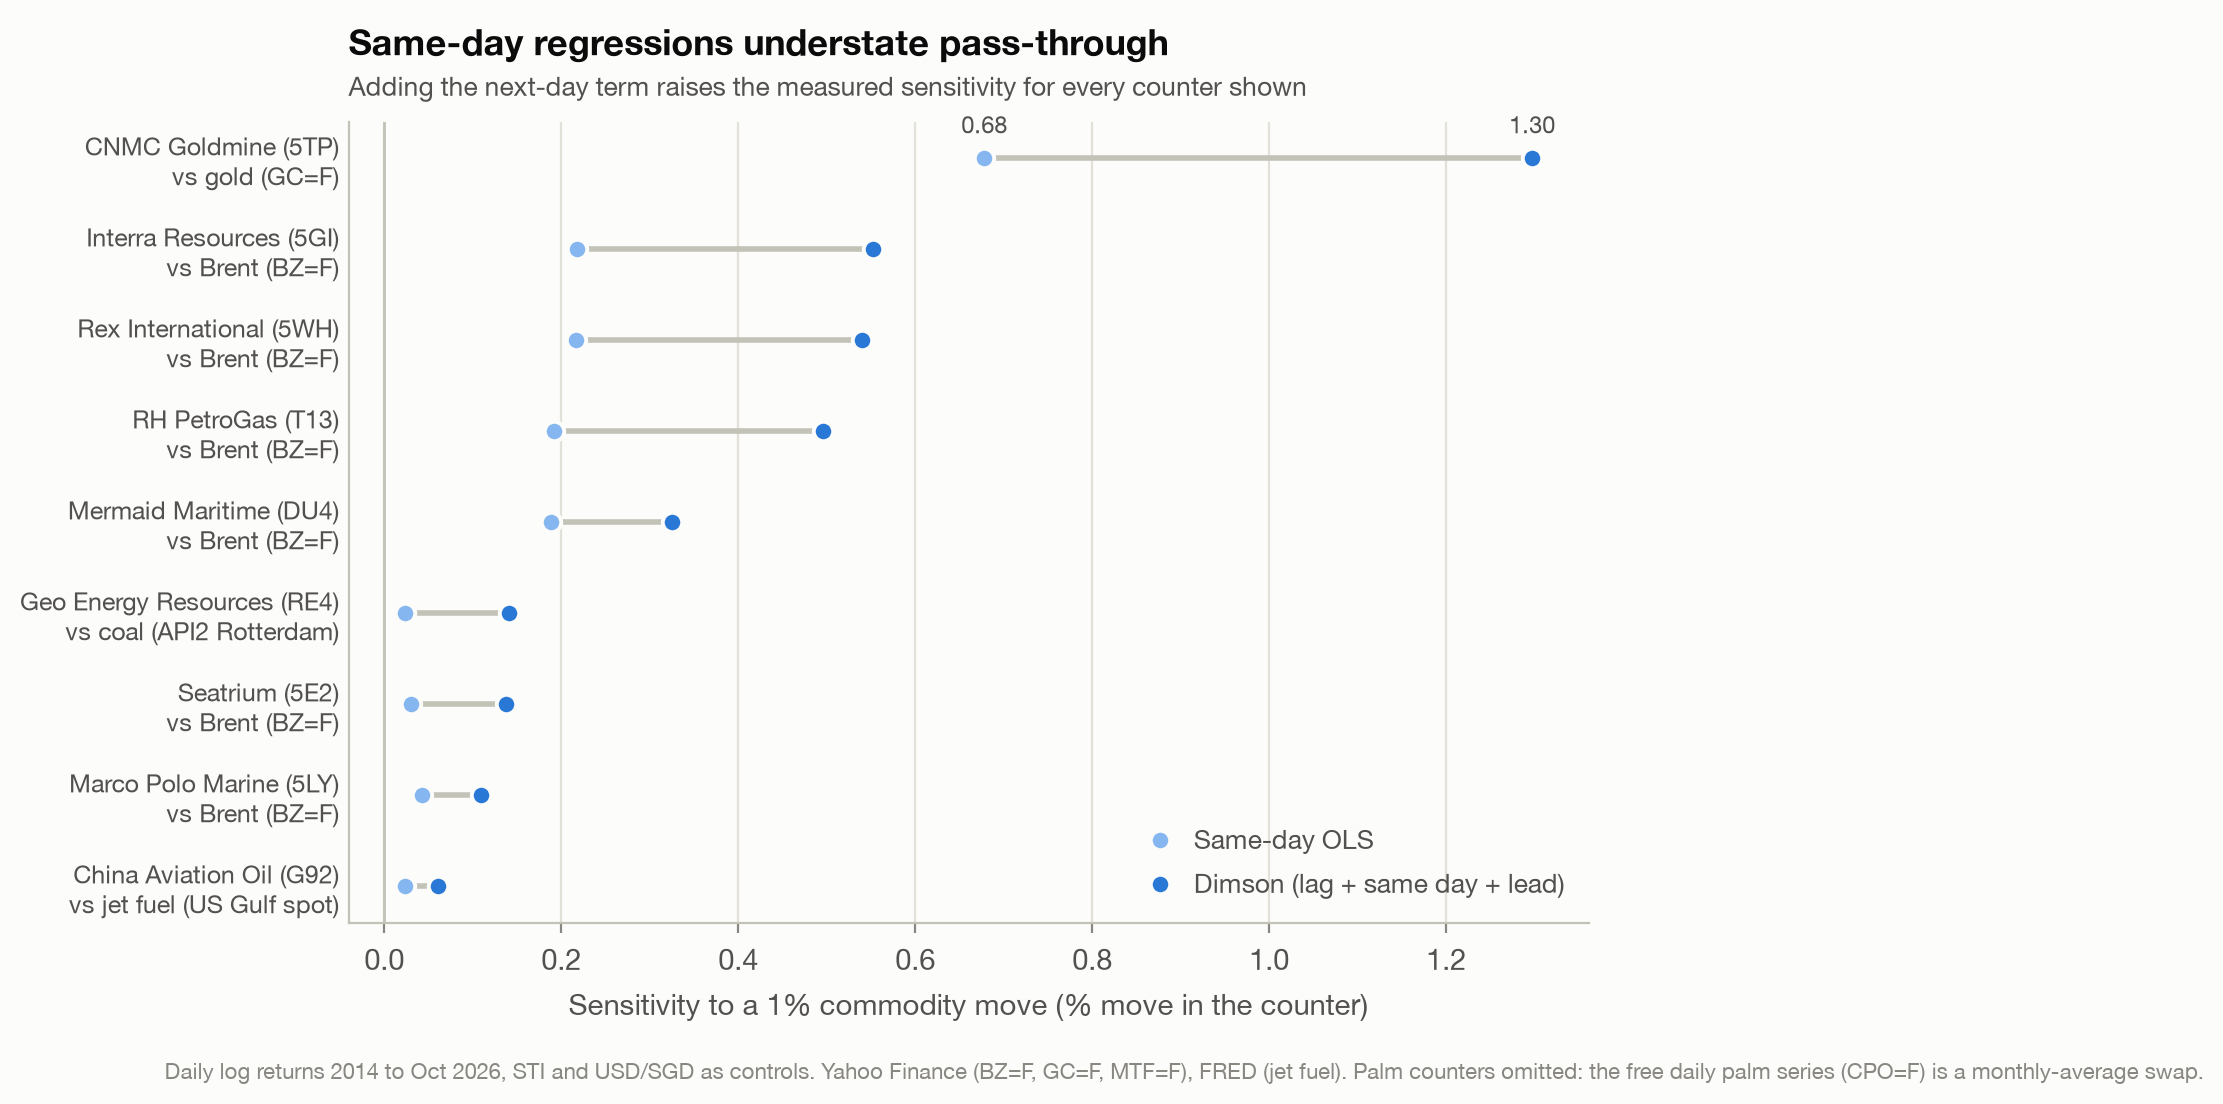 Same-day regressions understate pass-through
Adding the next-day term raises the measured sensitivity for every counter shown
0.68
1.30
CNMC Goldmine (5TP)
vs gold (GC=F)
Interra Resources (5GI)
vs Brent (BZ=F)
Rex International (5WH)
vs Brent (BZ=F)
RH PetroGas (T13)
vs Brent (BZ=F)
Mermaid Maritime (DU4)
vs Brent (BZ=F)
Geo Energy Resources (RE4)
vs coal (API2 Rotterdam)
Seatrium (5E2)
vs Brent (BZ=F)
Marco Polo Marine (5LY)
vs Brent (BZ=F)
China Aviation Oil (G92)
vs jet fuel (US Gulf spot)
Same-day OLS
Dimson (lag + same day + lead)
0.0 0.2 0.4 0.6 0.8 1.0 1.2
Sensitivity to a 1% commodity move (% move in the counter)
Daily log returns 2014 to Oct 2026, STI and USD/SGD as controls. Yahoo Finance (BZ=F, GC=F, MTF=F), FRED (jet fuel). Palm counters omitted: the free daily palm series (CPO=F) is a monthly-average swap.